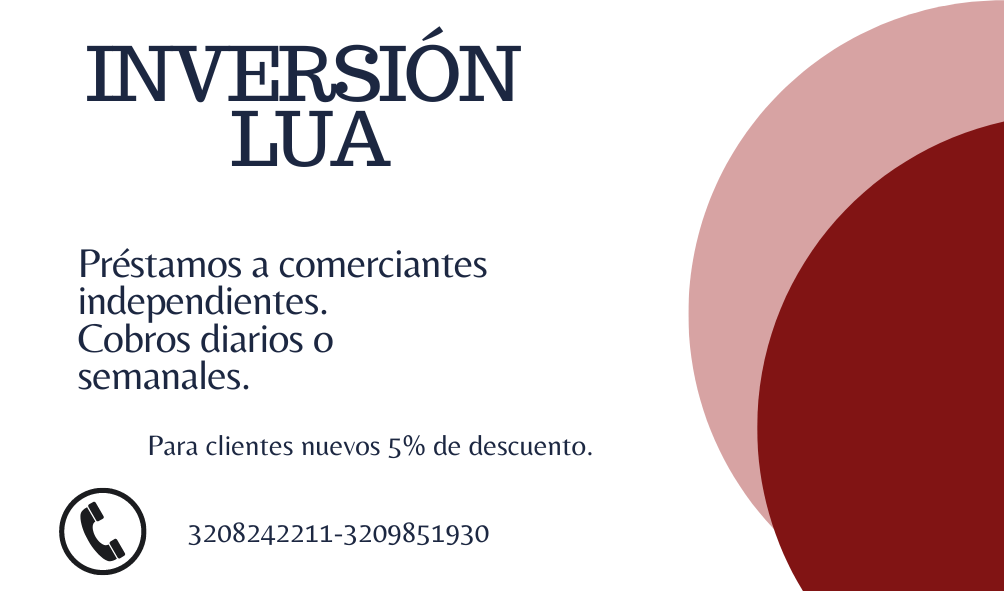 INVERSIÓN
LUA
Préstamos a comerciantes
independientes.
Cobros diarios o
semanales.
Para clientes nuevos 5% de descuento.
3208242211-3209851930